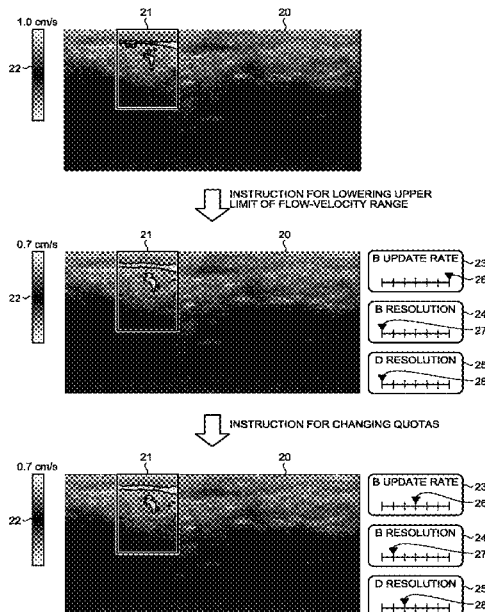 21
20
1.0 cm/s
22
INSTRUCTION FOR LOWERING UPPER
LIMIT OF FLOW-VELOCITY RANGE
21
20
0.7 cm/s
22
B UPDATE RATE
23
26
B RESOLUTION
24
27
D RESOLUTION
25
28
INSTRUCTION FOR CHANGING QUOTAS
21
20
0.7 cm/s
22
B UPDATE RATE
23
26
B RESOLUTION
24
27
D RESOLUTION
25
28